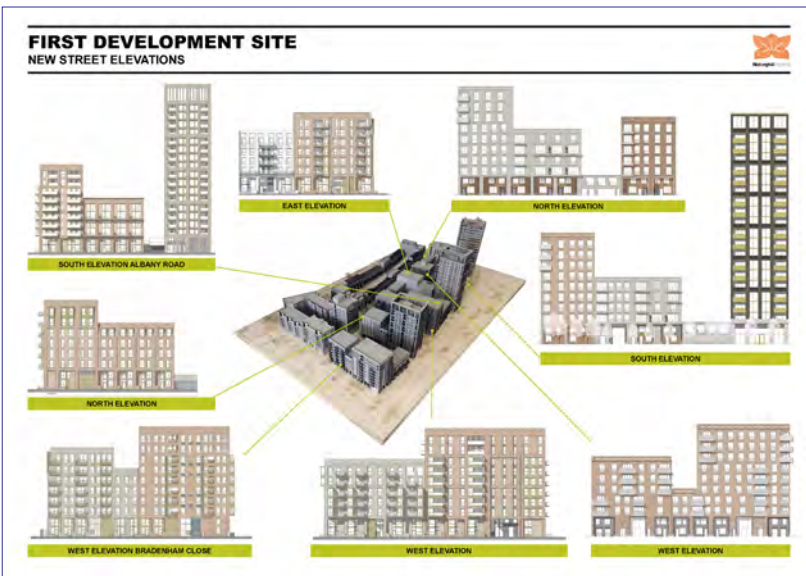 FIRST DEVELOPMENT SITE
NEW STREET ELEVATIONS
EAST ELEVATION
NORTH ELEVATION
SOUTH ELEVATION ALBANY ROAD
SOUTH ELEVATION
NORTH ELEVATION
WEST ELEVATION BRADENHAM CLOSE
WEST ELEVATION
WEST ELEVATION